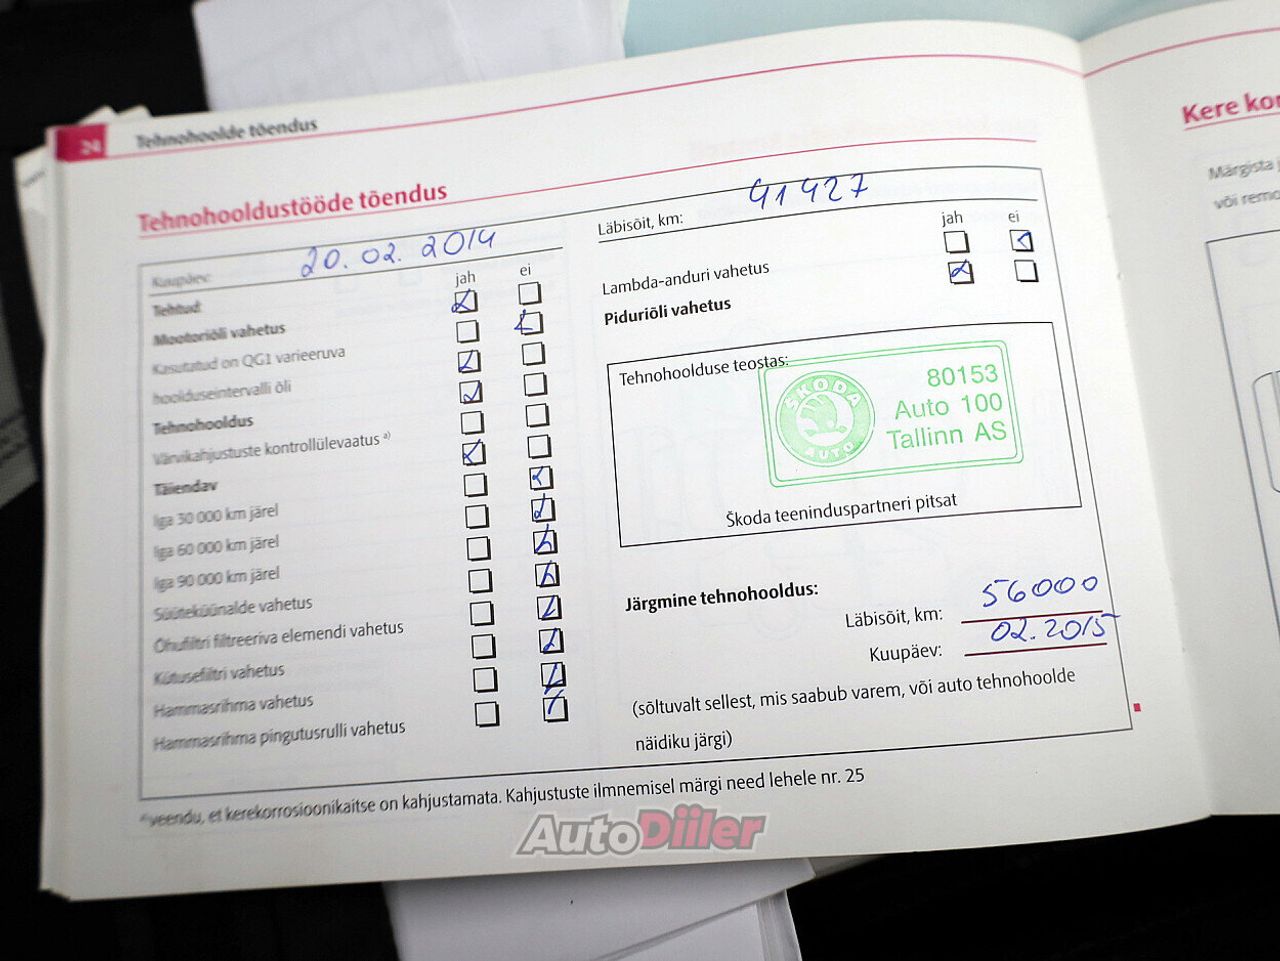 24 Tehnohoolde tõendus
Tehnohooldustööde tõendus
Kuupäev: 20.02.2014
jah ei
Tehtud:
Mootoriõli vahetus
Kasutatud on QG1 varieeruva
hoolduseintervalli õli
Tehnohooldus
Värvikahjustuste kontrollülevaatus a)
Täiendav
Iga 30 000 km järel
Iga 60 000 km järel
Iga 90 000 km järel
Süüteküünalde vahetus
Õhufiltri filtreeriva elemendi vahetus
Kütusefiltri vahetus
Hammasrihma vahetus
Hammasrihma pingutusrulli vahetus
Läbisõit, km: 41427
jah ei
Lambda-anduri vahetus
Piduriõli vahetus
Tehnohoolduse teostas:
ŠKODA
AUTO
80153
Auto 100
Tallinn AS
Škoda teeninduspartneri pitsat
Järgmine tehnohooldus:
Läbisõit, km: 56000
Kuupäev: 02.2015
(sõltuvalt sellest, mis saabub varem, või auto tehnohoolde
näidiku järgi)
a) veendu, et kerekorrosioonikaitse on kahjustamata. Kahjustuste ilmnemisel märgi need lehele nr. 25
AutoDiiler
Kere kor
Märgista
või remo